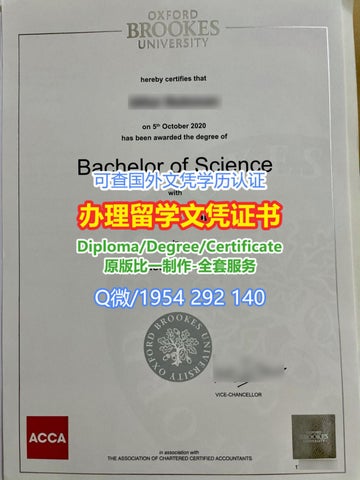 OXFORD
BROOKES
UNIVERSITY
hereby certifies that
on 5th October 2020
has been awarded the degree of
Bachelor of Science
可查国外文凭学历认证
with
办理留学文凭证书
Diploma/Degree/Certificate
原版比一制作-全套服务
Q微/1954 292 140
OXFORD BROOKES UNIVERSITY
VICE-CHANCELLOR
ACCA
OXFORD
BROOKES
UNIVERSITY
in association with
THE ASSOCIATION OF CHARTERED CERTIFIED ACCOUNTANTS